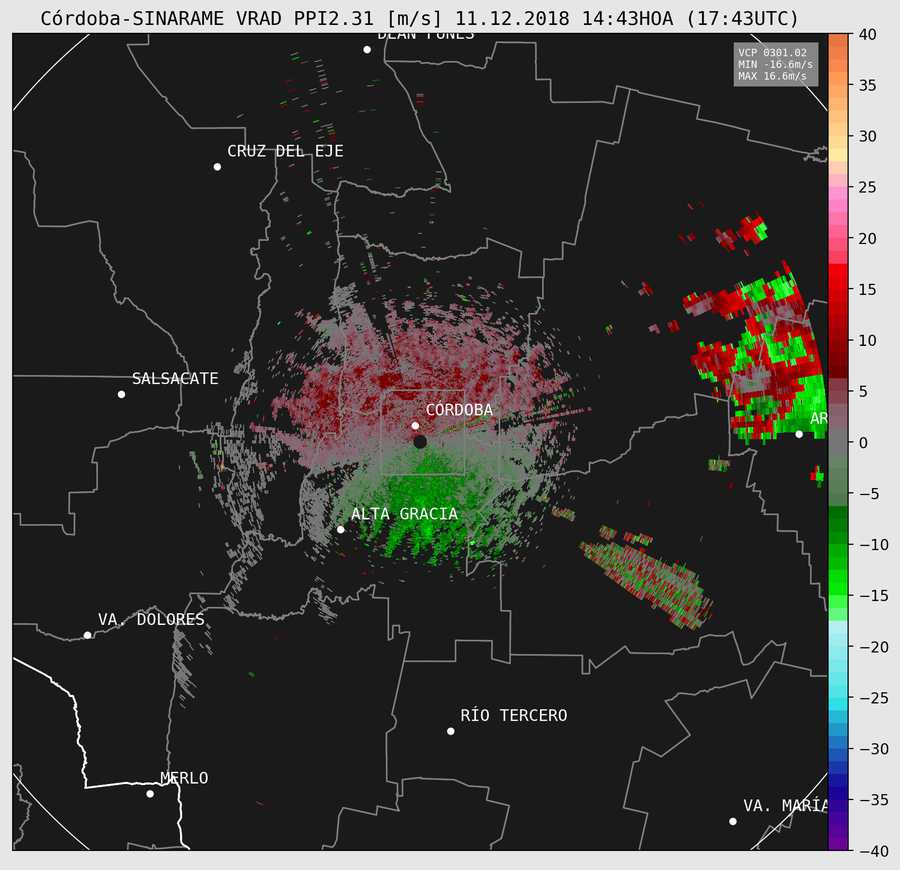 Córdoba-SINARAME VRAD PPI2.31 [m/s] 11.12.2018 14:43HOA (17:43UTC)
DEAN FUNES
VCP 0301.02
MIN -16.6m/s
MAX 16.6m/s
CRUZ DEL EJE
SALSACATE
CÓRDOBA
AR
ALTA GRACIA
VA. DOLORES
RÍO TERCERO
MERLO
VA. MARÍA
40
35
30
25
20
15
10
5
0
−5
−10
−15
−20
−25
−30
−35
−40